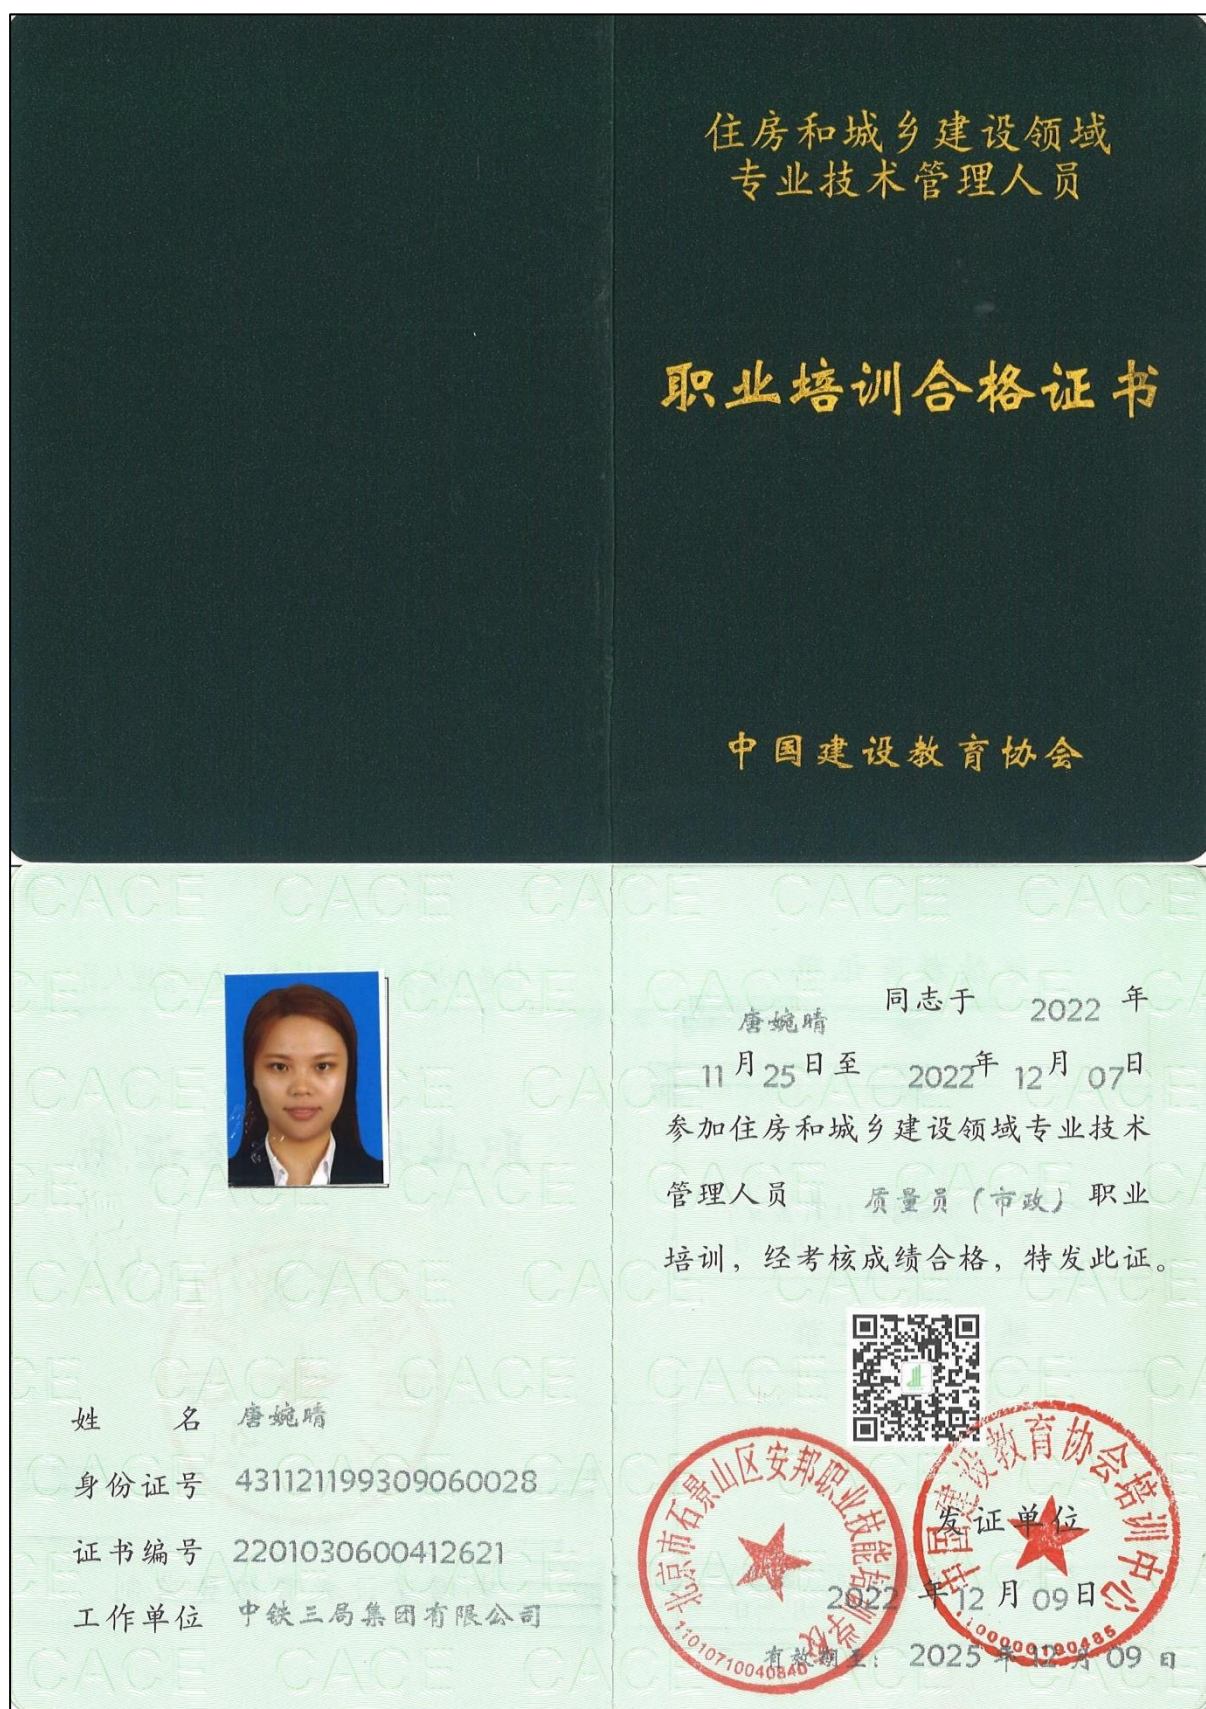 住房和城乡建设领域
专业技术管理人员
职业培训合格证书
中国建设教育协会
姓 名 唐婉晴
身份证号 431121199309060028
证书编号 2201030600412621
工作单位 中铁三局集团有限公司
唐婉晴 同志于 2022 年
11 月 25 日至 2022 年 12 月 07 日
参加住房和城乡建设领域专业技术
管理人员 质量员（市政） 职业
培训，经考核成绩合格，特发此证。
北京市石景山区安邦职业技能培训学校
11010710040840
中国建设教育协会培训中心
发证单位
2022 年 12 月 09 日
有效期至： 2025 年 12 月 09 日
CACE CACE CACE CACE CACE